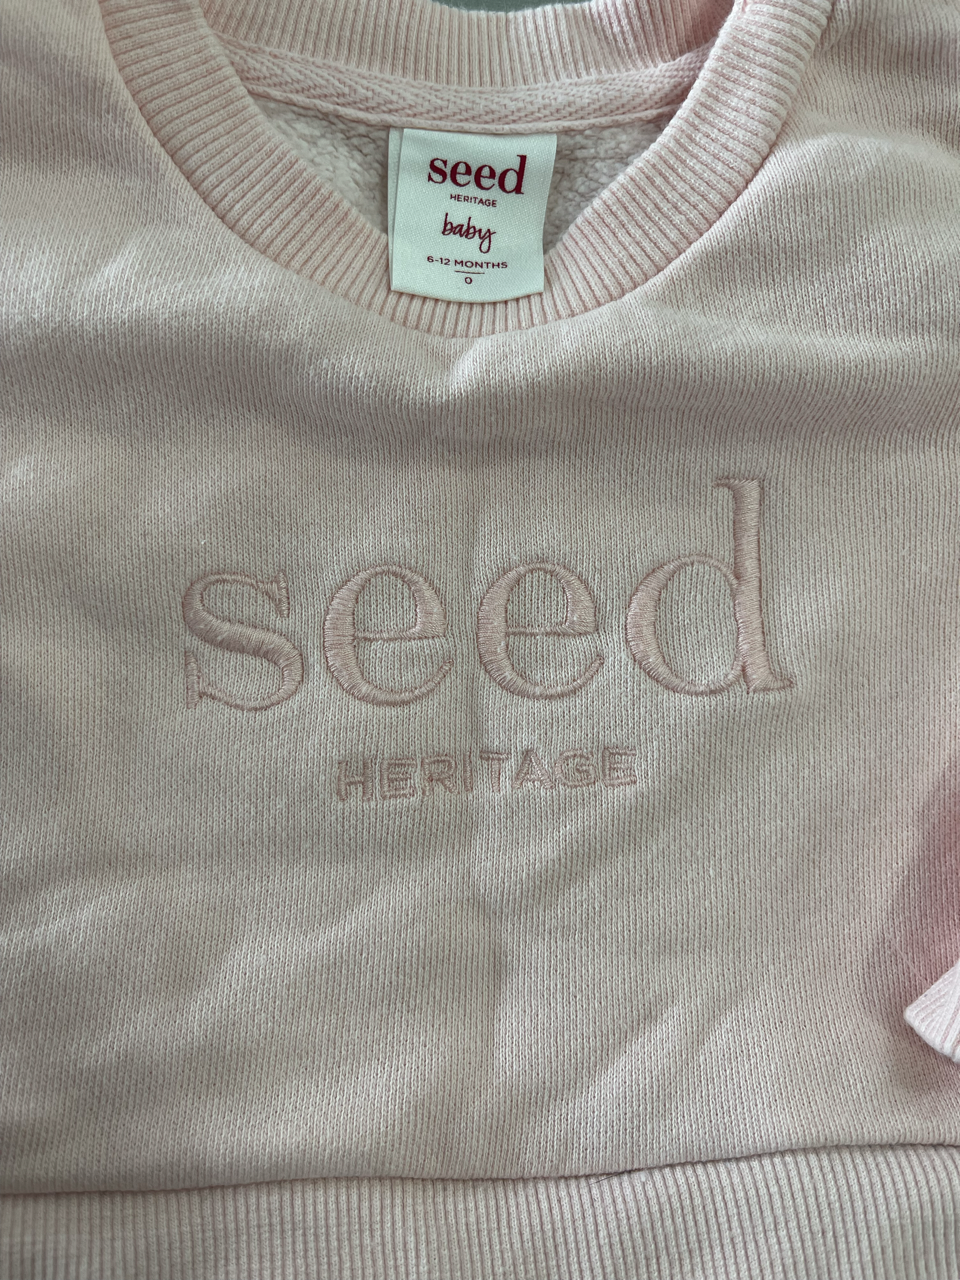 seed
HERITAGE
baby
6-12 MONTHS
0
seed
HERITAGE